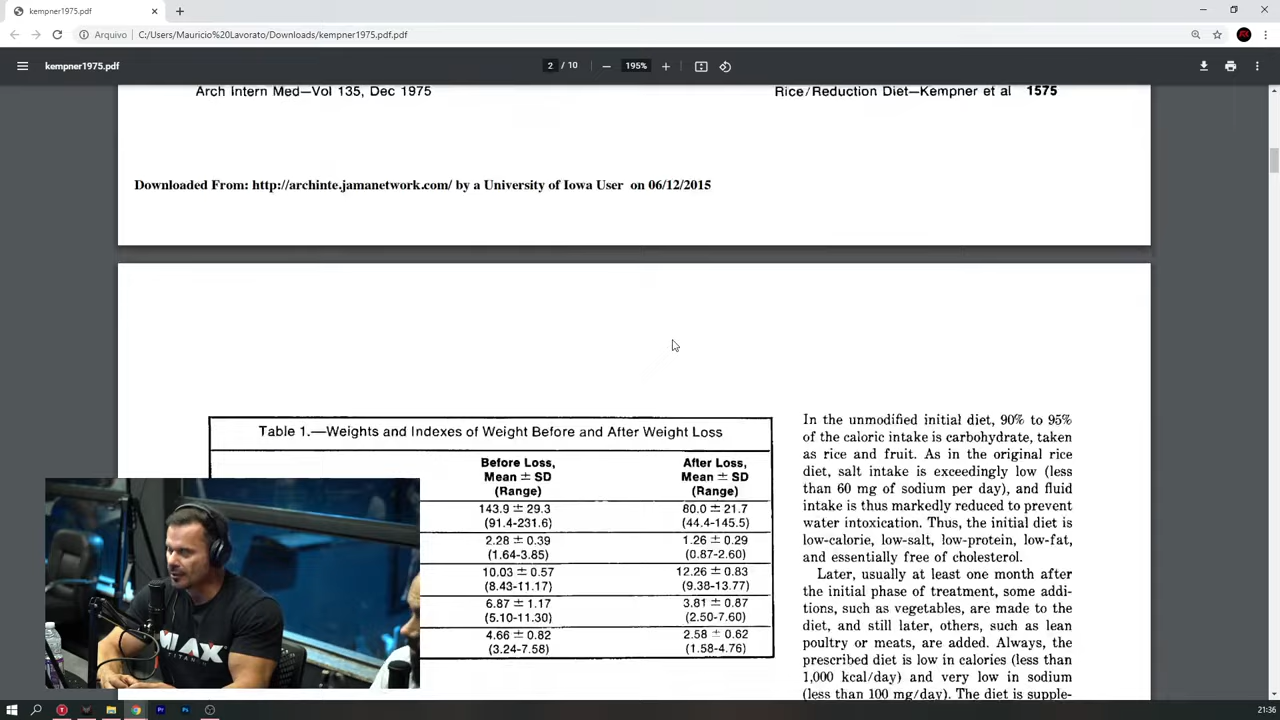 kempner1975.pdf
Arquivo
C:/Users/Mauricio%20Lavorato/Downloads/kempner1975.pdf.pdf
kempner1975.pdf
2 / 10
195%
Arch Intern Med—Vol 135, Dec 1975
Rice/Reduction Diet—Kempner et al 1575
Downloaded From: http://archinte.jamanetwork.com/ by a University of Iowa User on 06/12/2015
Table 1.—Weights and Indexes of Weight Before and After Weight Loss
Before Loss, After Loss,
Mean ± SD Mean ± SD
(Range) (Range)
143.9 ± 29.3 80.0 ± 21.7
(91.4-231.6) (44.4-145.5)
2.28 ± 0.39 1.26 ± 0.29
(1.64-3.85) (0.87-2.60)
10.03 ± 0.57 12.26 ± 0.83
(8.43-11.17) (9.38-13.77)
6.87 ± 1.17 3.81 ± 0.87
(5.10-11.30) (2.50-7.60)
4.66 ± 0.82 2.58 ± 0.62
(3.24-7.58) (1.58-4.76)
In the unmodified initial diet, 90% to 95%
of the caloric intake is carbohydrate, taken
as rice and fruit. As in the original rice
diet, salt intake is exceedingly low (less
than 60 mg of sodium per day), and fluid
intake is thus markedly reduced to prevent
water intoxication. Thus, the initial diet is
low-calorie, low-salt, low-protein, low-fat,
and essentially free of cholesterol.
Later, usually at least one month after
the initial phase of treatment, some addi-
tions, such as vegetables, are made to the
diet, and still later, others, such as lean
poultry or meats, are added. Always, the
prescribed diet is low in calories (less than
1,000 kcal/day) and very low in sodium
(less than 100 mg/day). The diet is supple-
MAX
TITANIUM
21:36